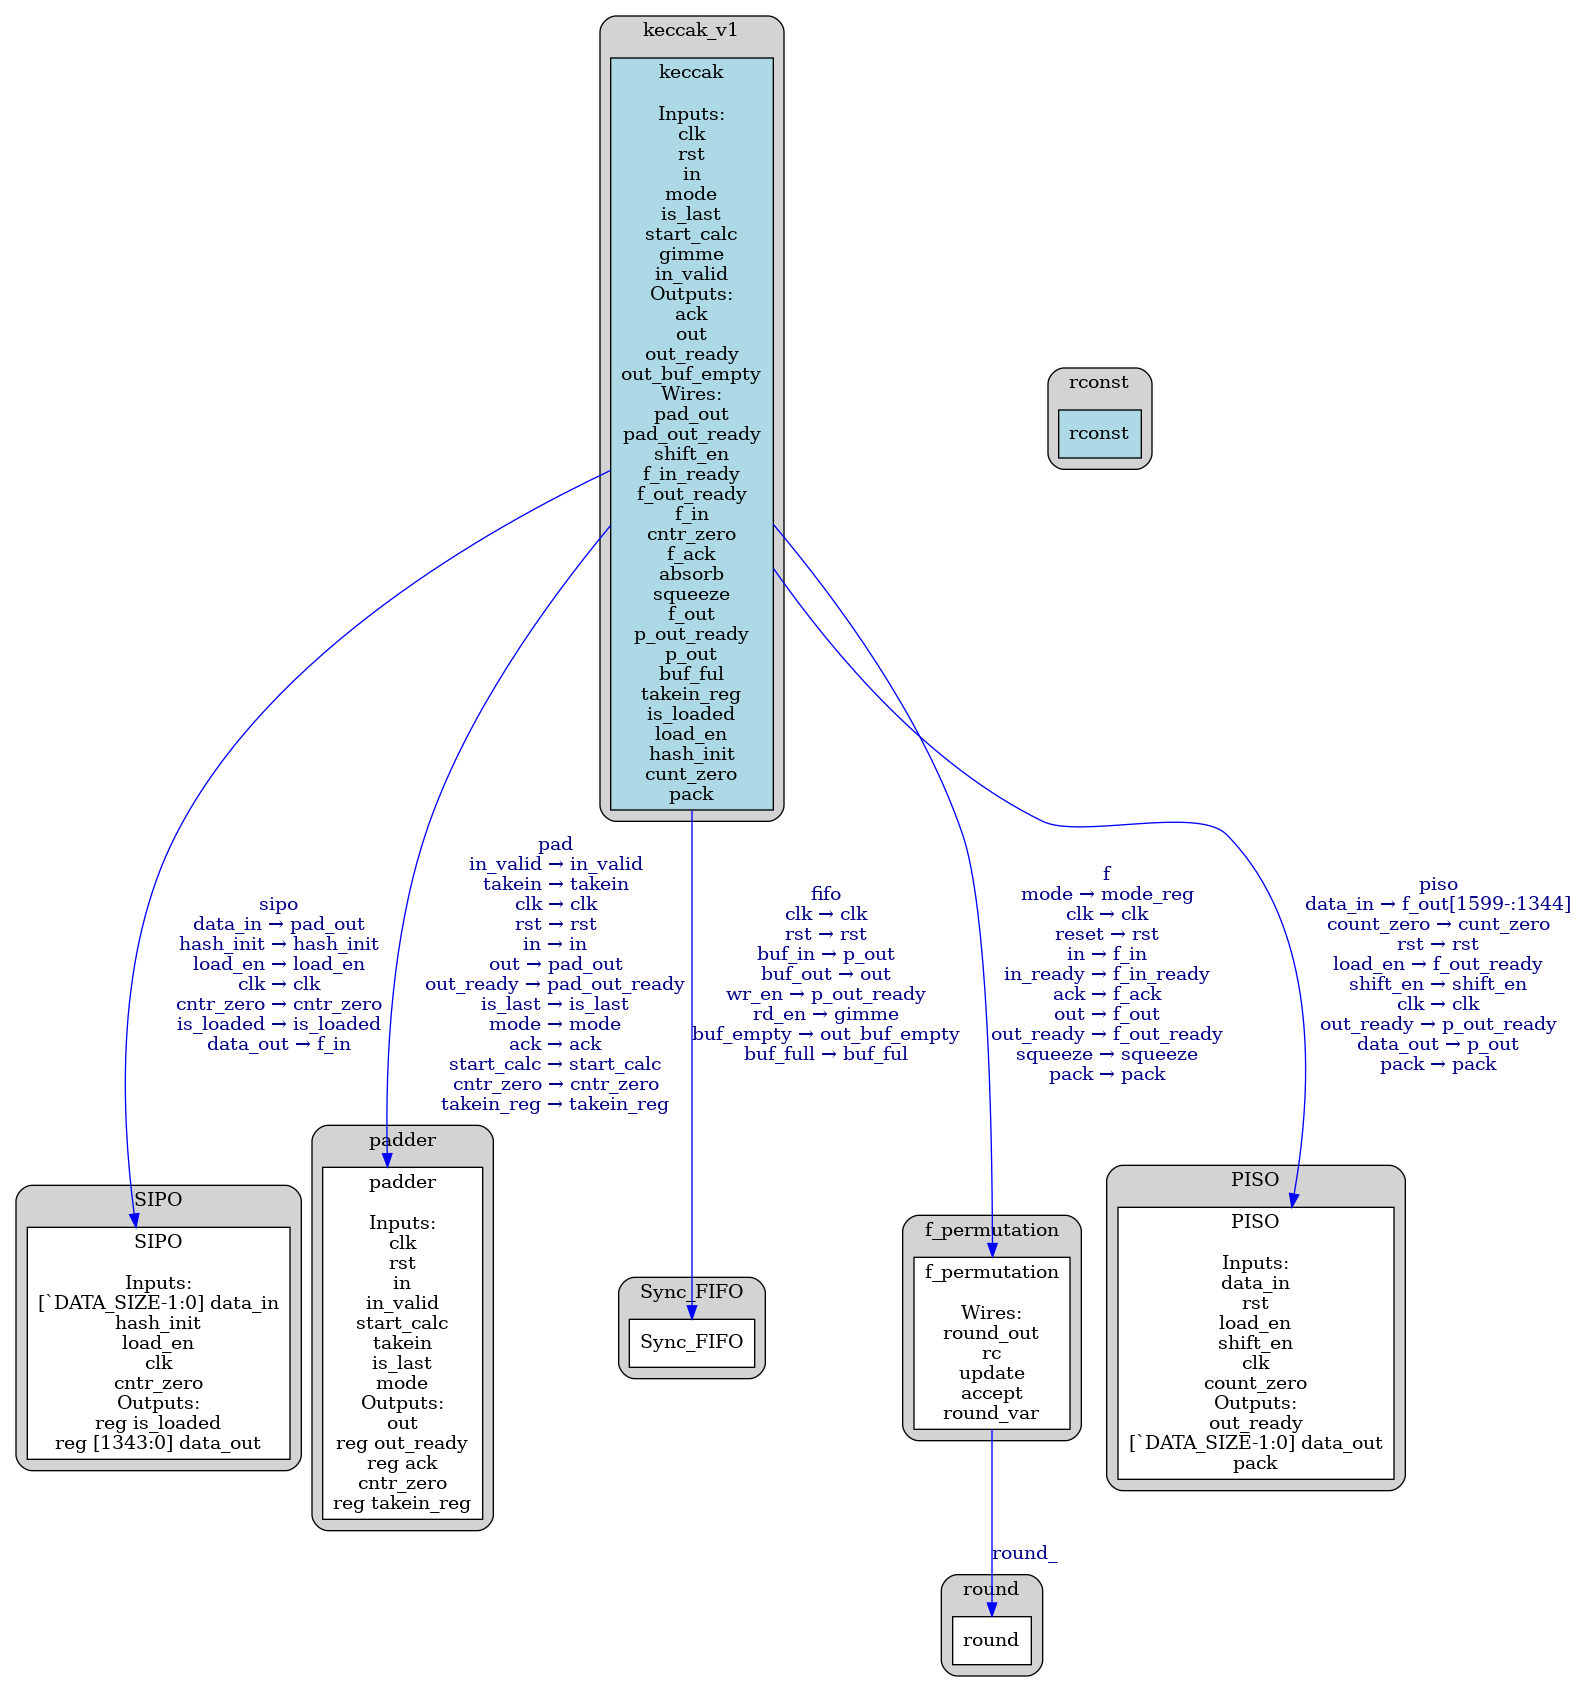 keccak_v1
keccak
Inputs:
clk
rst
in
mode
is_last
start_calc
gimme
in_valid
Outputs:
ack
out
out_ready
out_buf_empty
Wires:
pad_out
pad_out_ready
shift_en
f_in_ready
f_out_ready
f_in
cntr_zero
f_ack
absorb
squeeze
f_out
p_out_ready
p_out
buf_ful
takein_reg
is_loaded
load_en
hash_init
cunt_zero
pack
rconst
rconst
sipo
data_in → pad_out
hash_init → hash_init
load_en → load_en
clk → clk
cntr_zero → cntr_zero
is_loaded → is_loaded
data_out → f_in
pad
in_valid → in_valid
takein → takein
clk → clk
rst → rst
in → in
out → pad_out
out_ready → pad_out_ready
is_last → is_last
mode → mode
ack → ack
start_calc → start_calc
cntr_zero → cntr_zero
takein_reg → takein_reg
fifo
clk → clk
rst → rst
buf_in → p_out
buf_out → out
wr_en → p_out_ready
rd_en → gimme
buf_empty → out_buf_empty
buf_full → buf_ful
f
mode → mode_reg
clk → clk
reset → rst
in → f_in
in_ready → f_in_ready
ack → f_ack
out → f_out
out_ready → f_out_ready
squeeze → squeeze
pack → pack
piso
data_in → f_out[1599-:1344]
count_zero → cunt_zero
rst → rst
load_en → f_out_ready
shift_en → shift_en
clk → clk
out_ready → p_out_ready
data_out → p_out
pack → pack
SIPO
SIPO
Inputs:
[`DATA_SIZE-1:0] data_in
hash_init
load_en
clk
cntr_zero
Outputs:
reg is_loaded
reg [1343:0] data_out
padder
padder
Inputs:
clk
rst
in
in_valid
start_calc
takein
is_last
mode
Outputs:
out
reg out_ready
reg ack
cntr_zero
reg takein_reg
Sync_FIFO
Sync_FIFO
f_permutation
f_permutation
Wires:
round_out
rc
update
accept
round_var
PISO
PISO
Inputs:
data_in
rst
load_en
shift_en
clk
count_zero
Outputs:
out_ready
[`DATA_SIZE-1:0] data_out
pack
round_
round
round